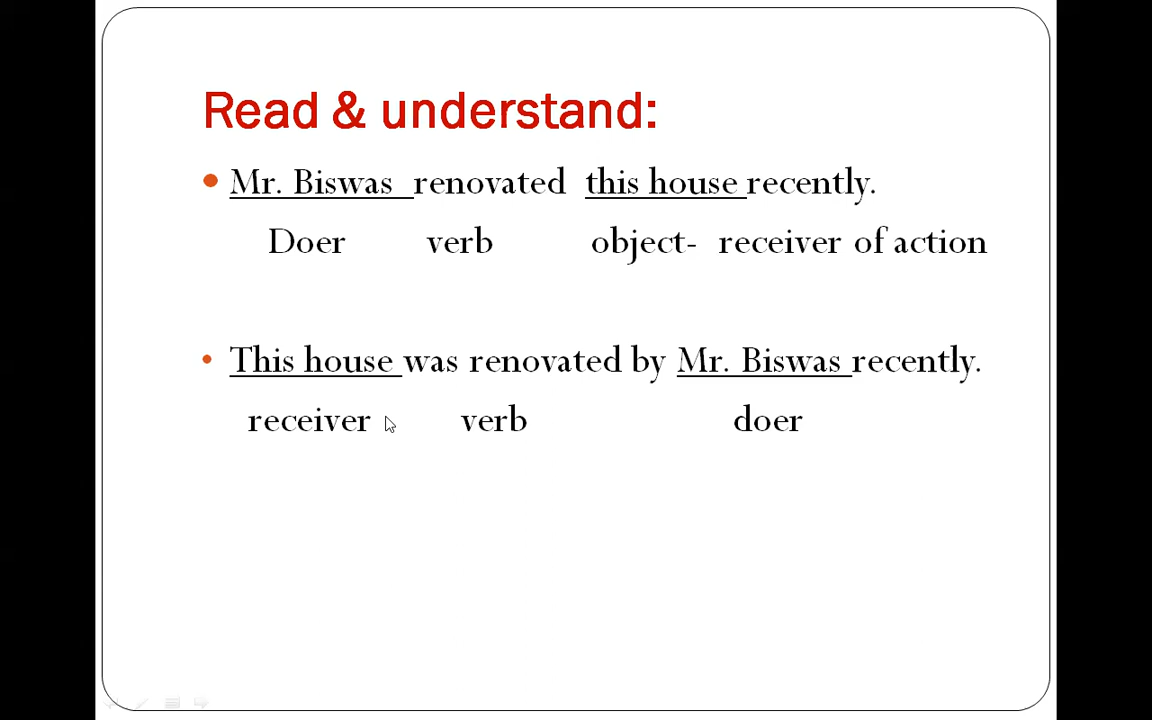 Read & understand:
• Mr. Biswas renovated this house recently.
Doer verb object- receiver of action
• This house was renovated by Mr. Biswas recently.
receiver verb doer